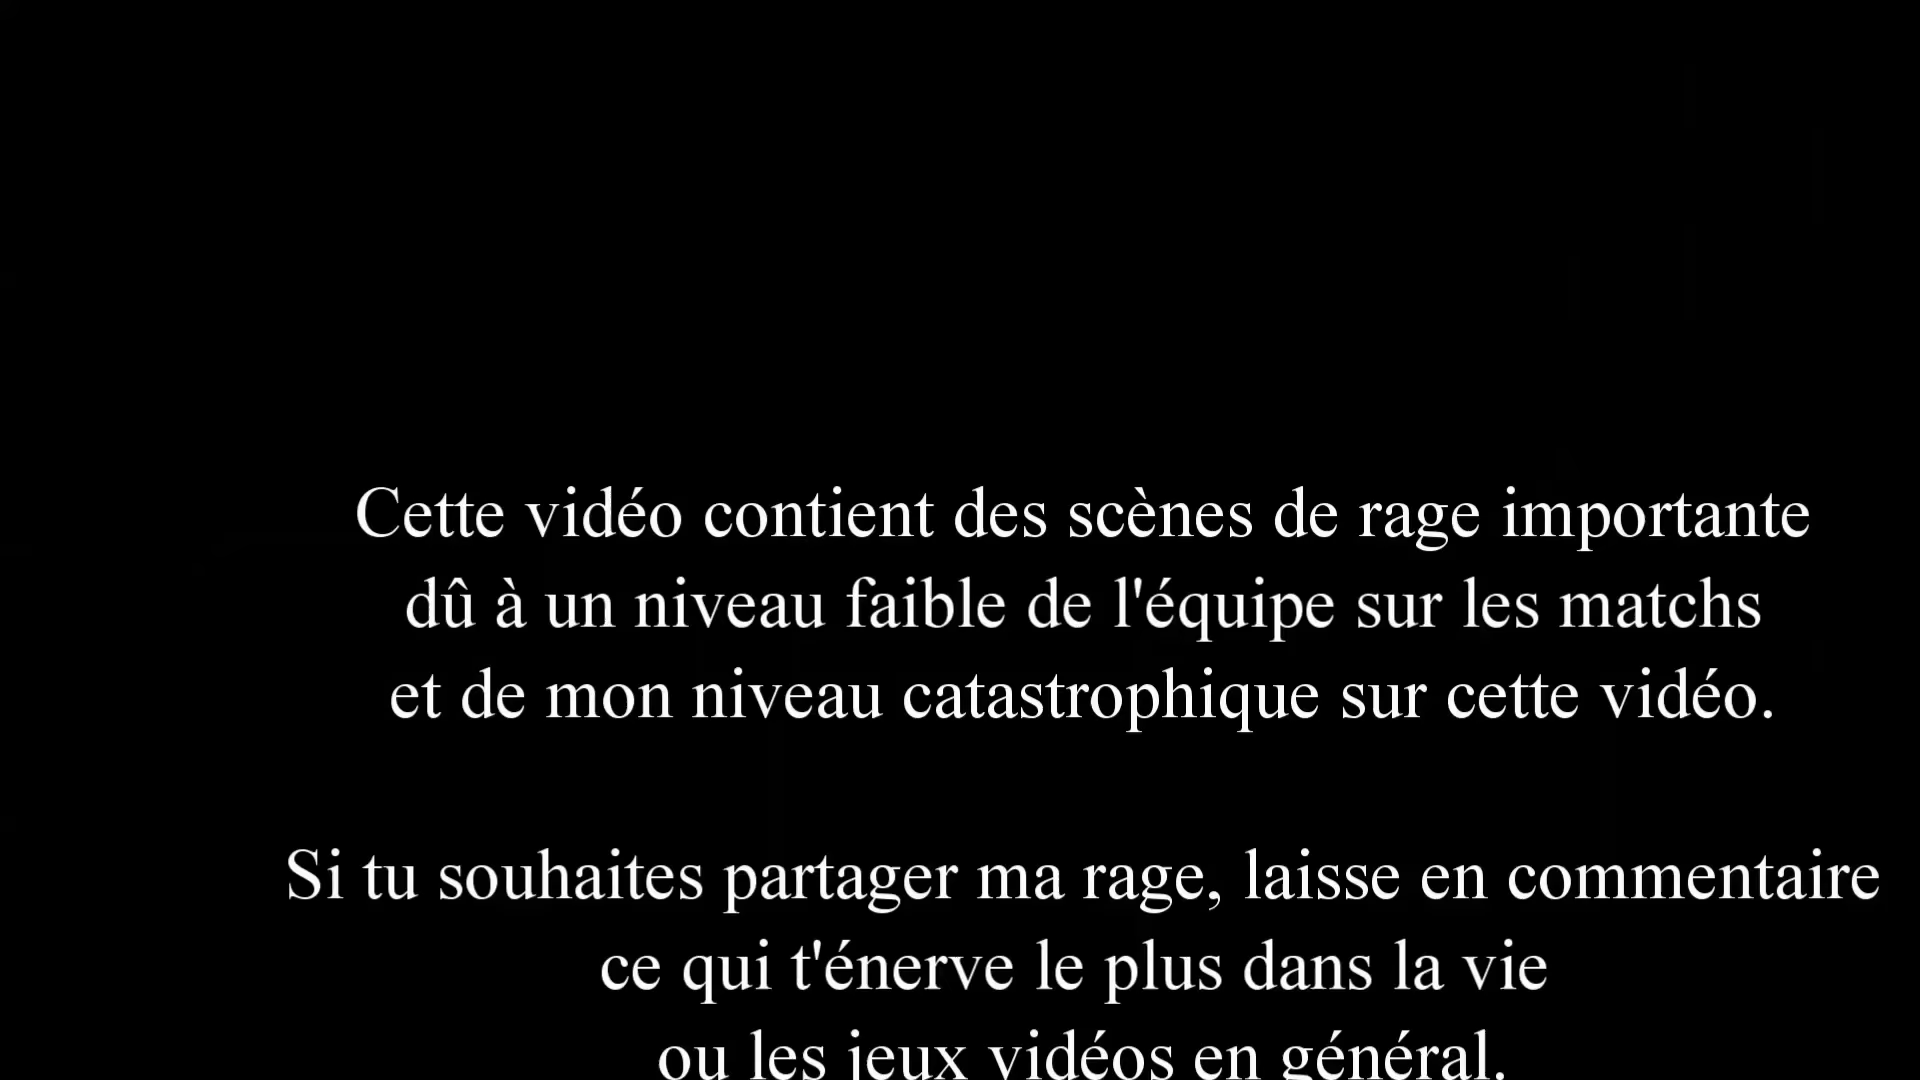 Cette vidéo contient des scènes de rage importante
dû à un niveau faible de l'équipe sur les matchs
et de mon niveau catastrophique sur cette vidéo.
Si tu souhaites partager ma rage, laisse en commentaire
ce qui t'énerve le plus dans la vie
ou les jeux vidéos en général.